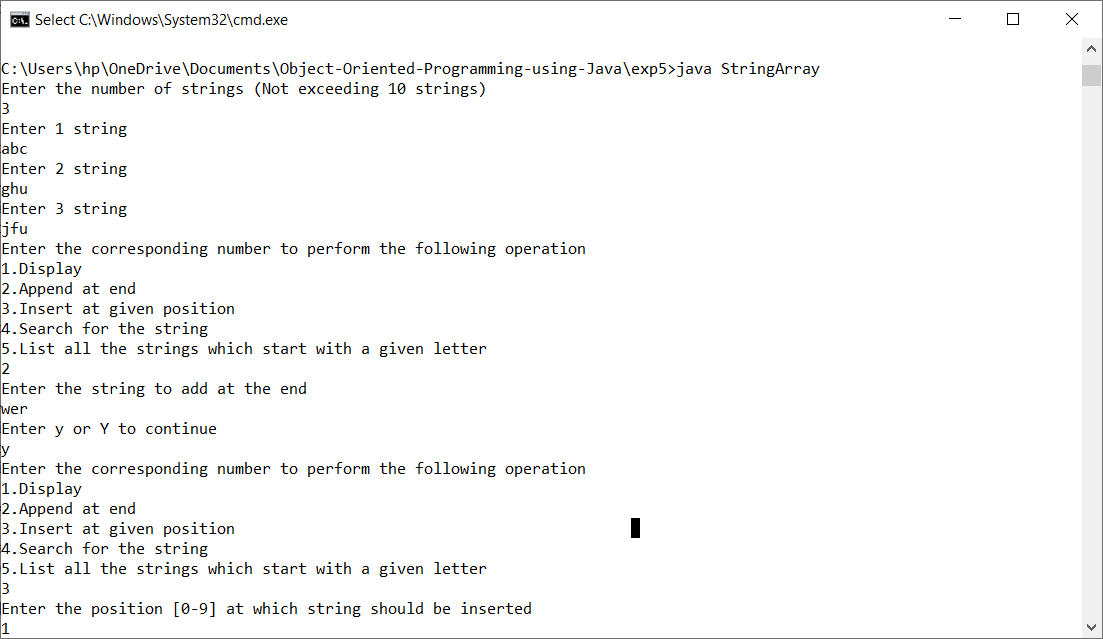 Select C:\Windows\System32\cmd.exe
C:\Users\hp\OneDrive\Documents\Object-Oriented-Programming-using-Java\exp5>java StringArray
Enter the number of strings (Not exceeding 10 strings)
3
Enter 1 string
abc
Enter 2 string
ghu
Enter 3 string
jfu
Enter the corresponding number to perform the following operation
1.Display
2.Append at end
3.Insert at given position
4.Search for the string
5.List all the strings which start with a given letter
2
Enter the string to add at the end
wer
Enter y or Y to continue
y
Enter the corresponding number to perform the following operation
1.Display
2.Append at end
3.Insert at given position
4.Search for the string
5.List all the strings which start with a given letter
3
Enter the position [0-9] at which string should be inserted
1